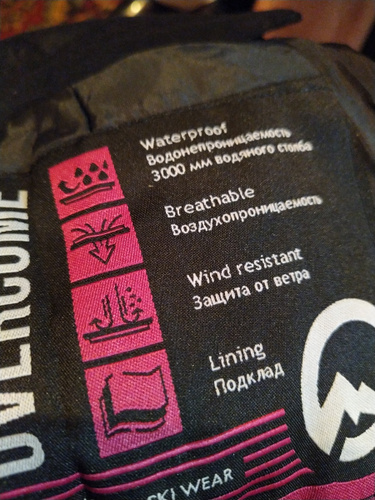 Waterproof
Водонепроницаемость
3000 мм водяного столба
Breathable
Воздухопроницаемость
Wind resistant
Защита от ветра
Lining
Подклад
OVERCOME
SKI WEAR